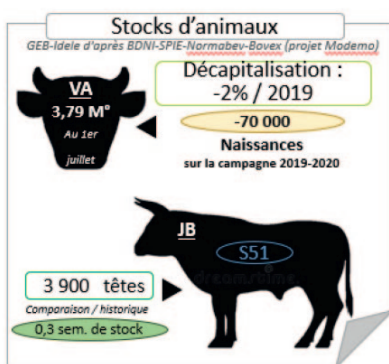 Stocks d'animaux
GEB-Idele d'après BDNI-SPIE-Normabev-Bovex (projet Modemo)
VA
3,79 M°
Au 1er
juillet
Décapitalisation :
-2% / 2019
-70 000
Naissances
sur la campagne 2019-2020
JB
S51
dreamstime
3 900 têtes
Comparaison / historique
0,3 sem. de stock